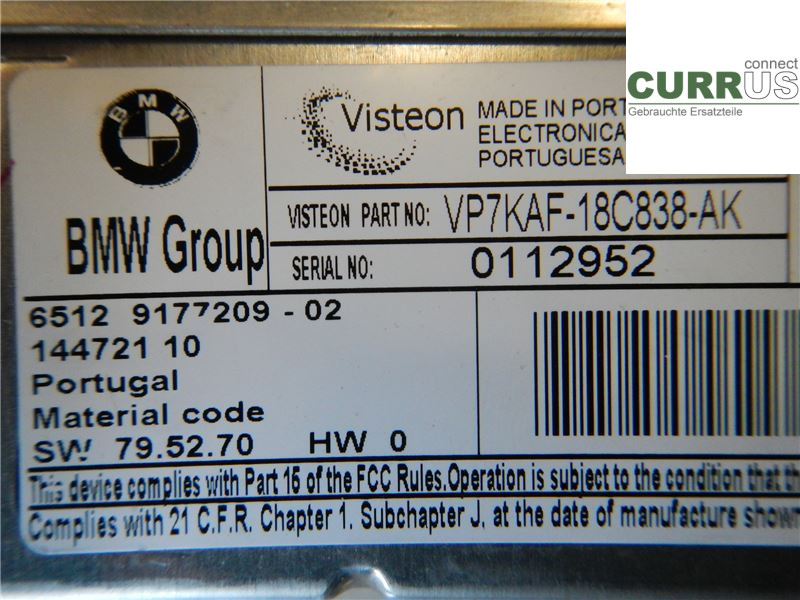 connect
CURRUS
Gebrauchte Ersatzteile
BMW
Visteon
MADE IN PORT
ELECTRONICA
PORTUGUESA
BMW Group
VISTEON PART NO: VP7KAF-18C838-AK
SERIAL NO: 0112952
6512 9177209 - 02
144721 10
Portugal
Material code
SW 79.52.70 HW 0
This device complies with Part 15 of the FCC Rules. Operation is subject to the condition that th
Complies with 21 C.F.R. Chapter 1, Subchapter J, at the date of manufacture shown